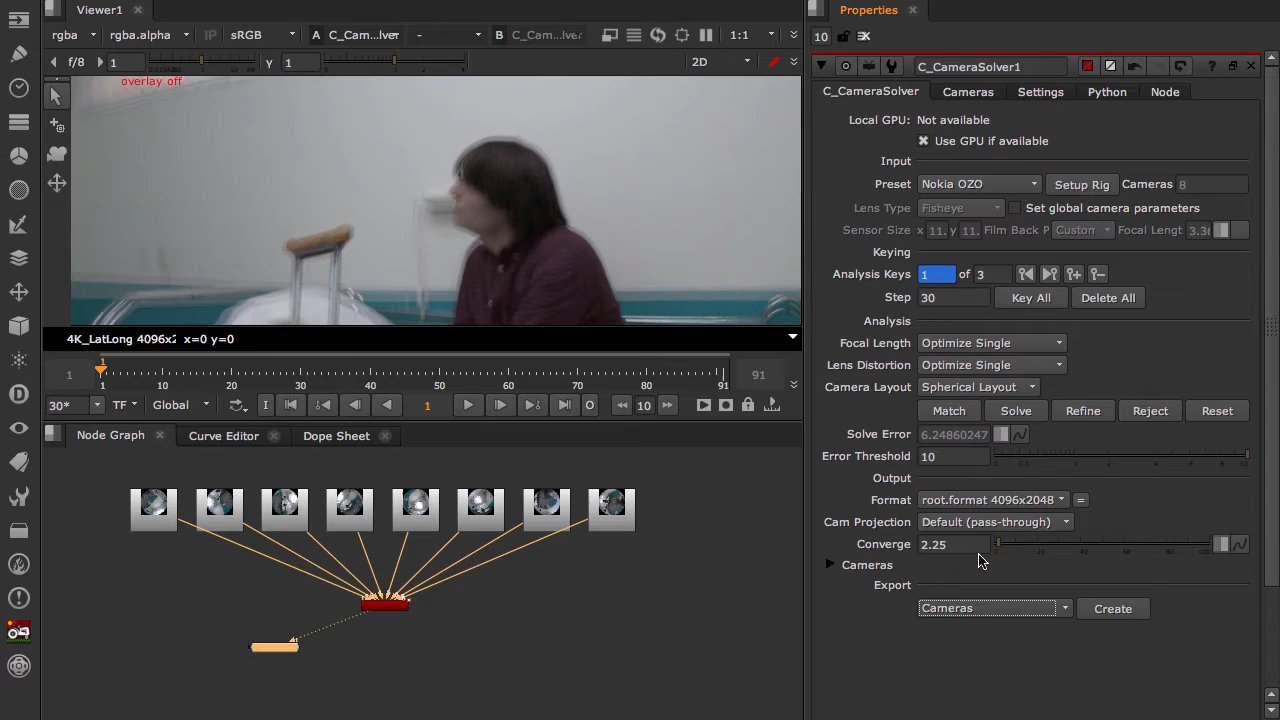 Viewer1
Properties
rgba
rgba.alpha
IP
sRGB
A C_Cam...lver
-
B C_Cam...lver
1:1
10
f/8
1
y 1
2D
overlay off
C_CameraSolver1
C_CameraSolver
Cameras
Settings
Python
Node
Local GPU: Not available
Use GPU if available
Input
Preset Nokia OZO Setup Rig Cameras 8
Lens Type Fisheye Set global camera parameters
Sensor Size x 11. y 11. Film Back P Custom Focal Lengt 3.36
Keying
Analysis Keys 1 of 3
Step 30 Key All Delete All
Analysis
Focal Length Optimize Single
Lens Distortion Optimize Single
Camera Layout Spherical Layout
Match Solve Refine Reject Reset
Solve Error 6.24860247
Error Threshold 10
Output
Format root.format 4096x2048 =
Cam Projection Default (pass-through)
Converge 2.25
Cameras
Export
Cameras Create
4K_LatLong 4096x2 x=0 y=0
1
1
1 10 20 30 40 50 60 70 80 91
91
30* TF Global I 1 O 10
Node Graph
Curve Editor
Dope Sheet